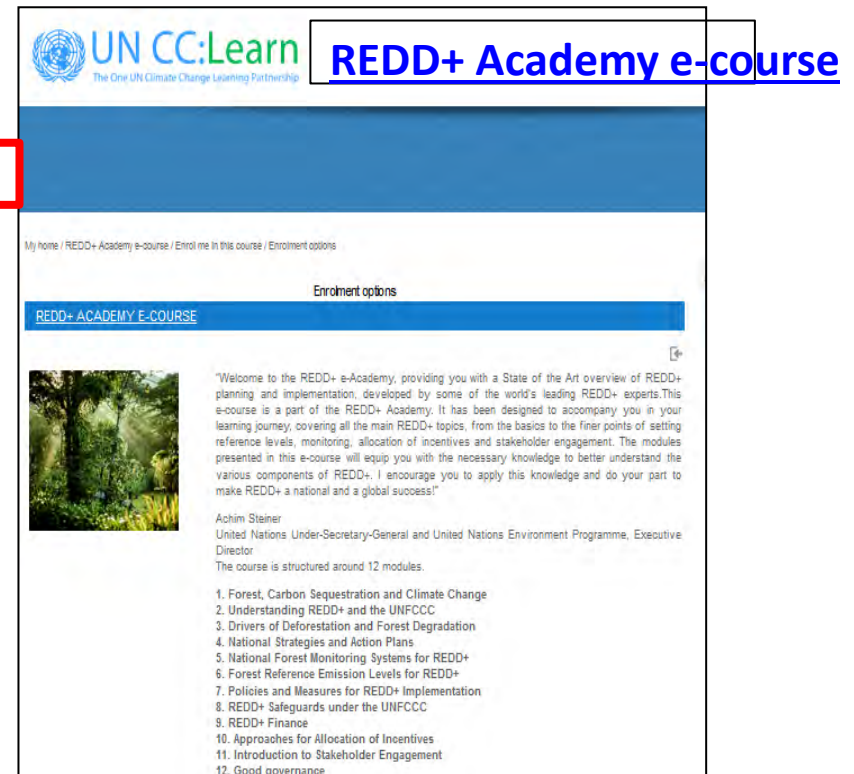 UN CC:Learn
The One UN Climate Change Learning Partnership
REDD+ Academy e-course
My home / REDD+ Academy e-course / Enrol me in this course / Enrolment options
Enrolment options
REDD+ ACADEMY E-COURSE
"Welcome to the REDD+ e-Academy, providing you with a State of the Art overview of REDD+
planning and implementation, developed by some of the world's leading REDD+ experts.This
e-course is a part of the REDD+ Academy. It has been designed to accompany you in your
learning journey, covering all the main REDD+ topics, from the basics to the finer points of setting
reference levels, monitoring, allocation of incentives and stakeholder engagement. The modules
presented in this e-course will equip you with the necessary knowledge to better understand the
various components of REDD+. I encourage you to apply this knowledge and do your part to
make REDD+ a national and a global success!"
Achim Steiner
United Nations Under-Secretary-General and United Nations Environment Programme, Executive
Director
The course is structured around 12 modules.
1. Forest, Carbon Sequestration and Climate Change
2. Understanding REDD+ and the UNFCCC
3. Drivers of Deforestation and Forest Degradation
4. National Strategies and Action Plans
5. National Forest Monitoring Systems for REDD+
6. Forest Reference Emission Levels for REDD+
7. Policies and Measures for REDD+ Implementation
8. REDD+ Safeguards under the UNFCCC
9. REDD+ Finance
10. Approaches for Allocation of Incentives
11. Introduction to Stakeholder Engagement
12. Good governance